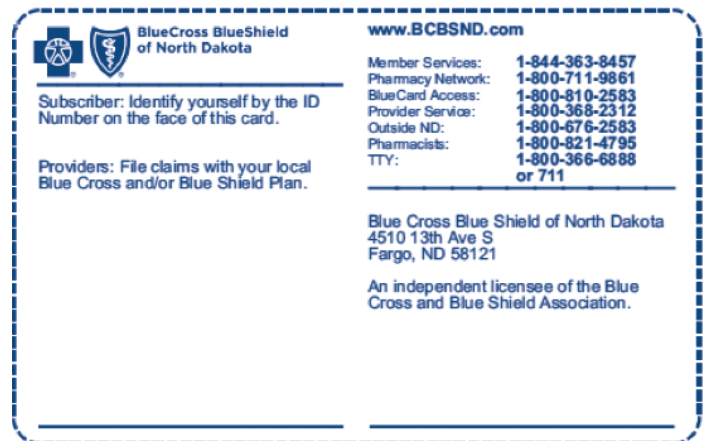 BlueCross BlueShield
of North Dakota
Subscriber: Identify yourself by the ID
Number on the face of this card.
Providers: File claims with your local
Blue Cross and/or Blue Shield Plan.
www.BCBSND.com
Member Services: 1-844-363-8457
Pharmacy Network: 1-800-711-9861
BlueCard Access: 1-800-810-2583
Provider Service: 1-800-368-2312
Outside ND: 1-800-676-2583
Pharmacists: 1-800-821-4795
TTY: 1-800-366-6888
or 711
Blue Cross Blue Shield of North Dakota
4510 13th Ave S
Fargo, ND 58121
An independent licensee of the Blue
Cross and Blue Shield Association.